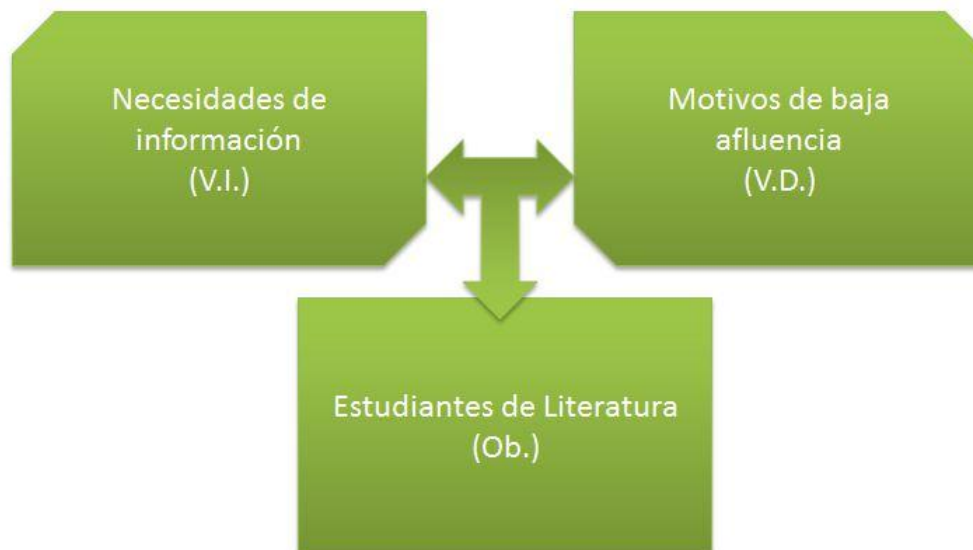 Necesidades de
información
(V.I.)
Motivos de baja
afluencia
(V.D.)
Estudiantes de Literatura
(Ob.)